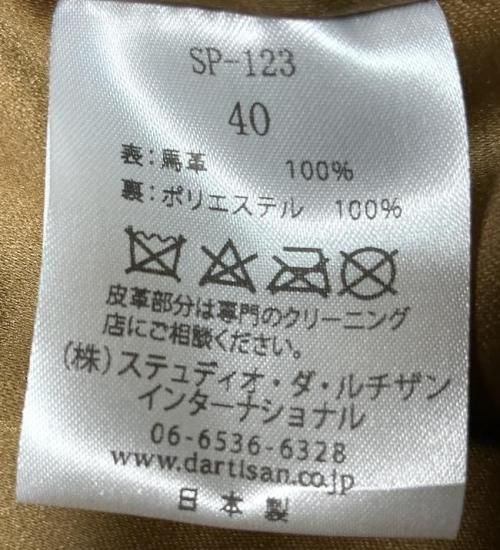 SP-123
40
表：馬革　100%
裏：ポリエステル　100%
皮革部分は専門のクリーニング
店にご相談ください。
(株)ステュディオ・ダ・ルチザン
インターナショナル
06-6536-6328
www.dartisan.co.jp
日本製